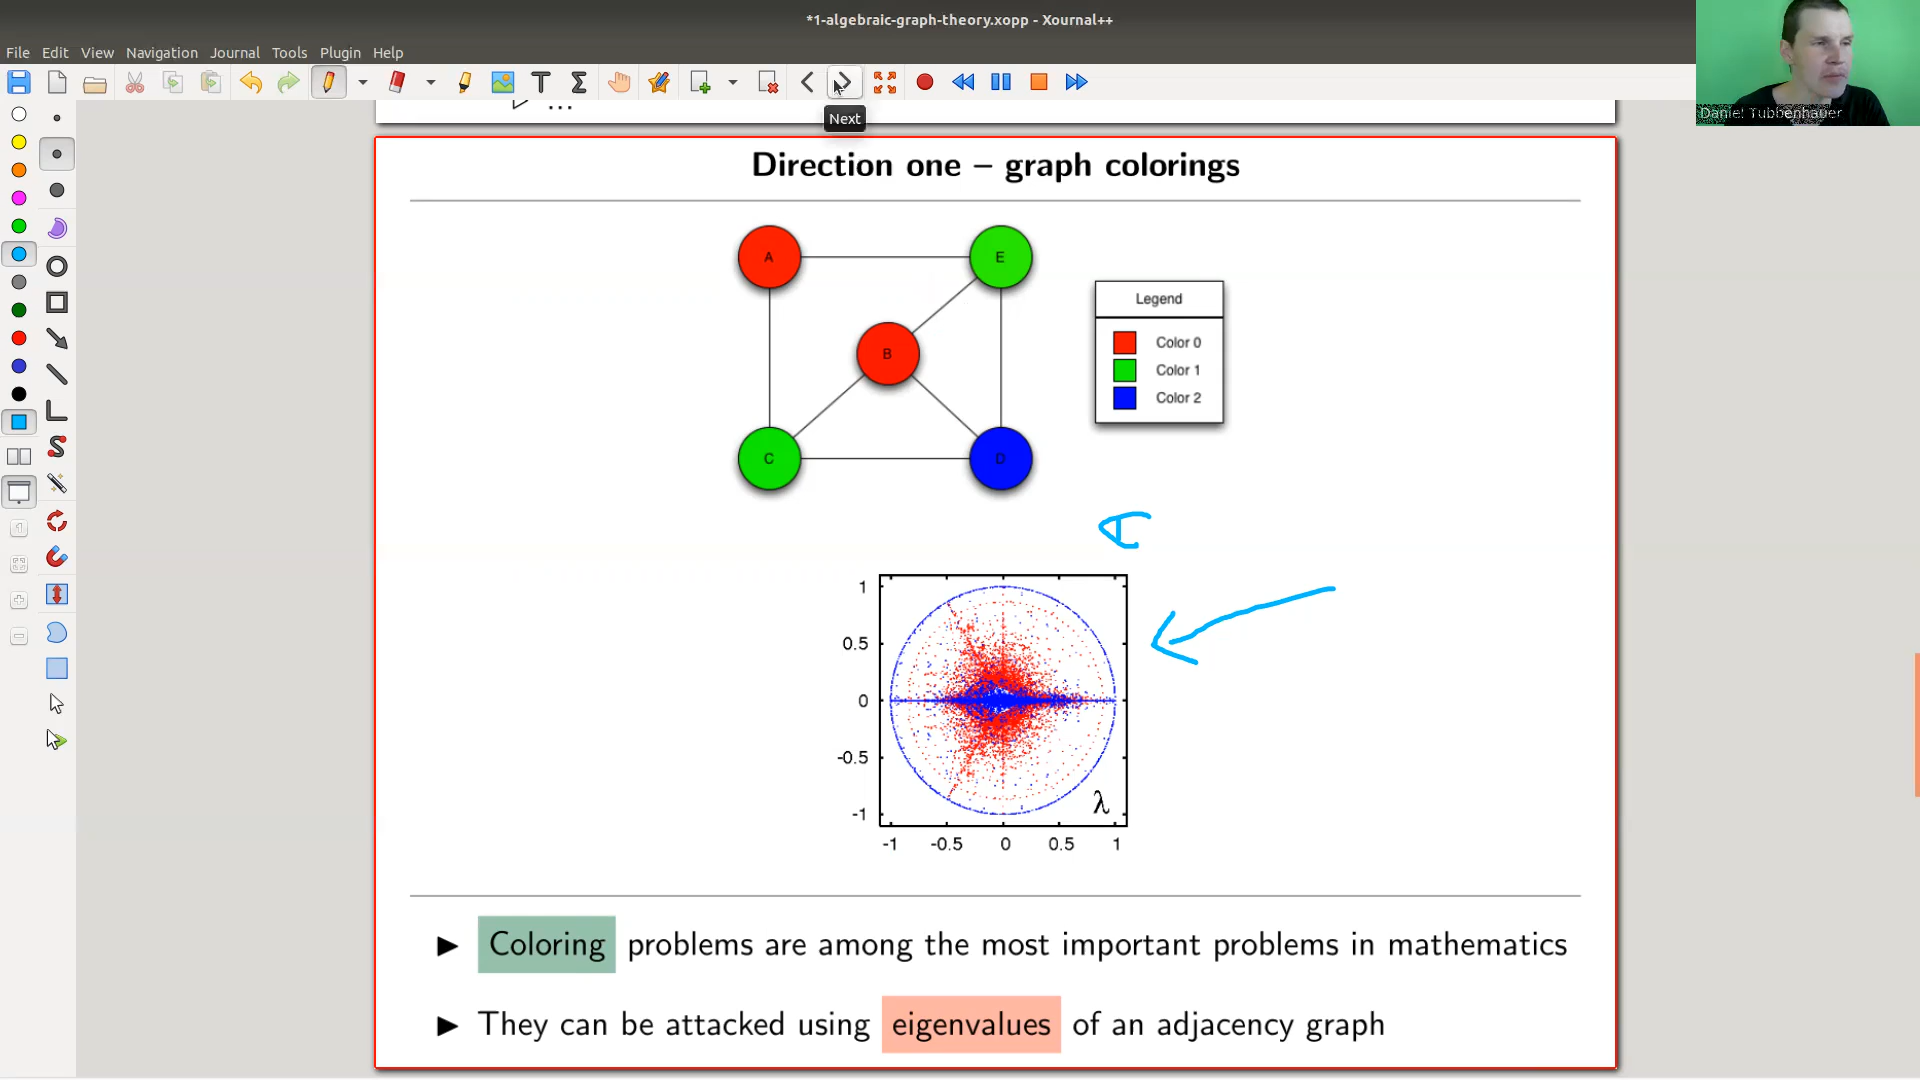 *1-algebraic-graph-theory.xopp - Xournal++
File Edit View Navigation Journal Tools Plugin Help
Next
Daniel Tubbenhauer
...
Direction one – graph colorings
A
E
B
C
D
Legend
Color 0
Color 1
Color 2
1
0.5
0
-0.5
-1
λ
-1 -0.5 0 0.5 1
▶ Coloring problems are among the most important problems in mathematics
▶ They can be attacked using eigenvalues of an adjacency graph